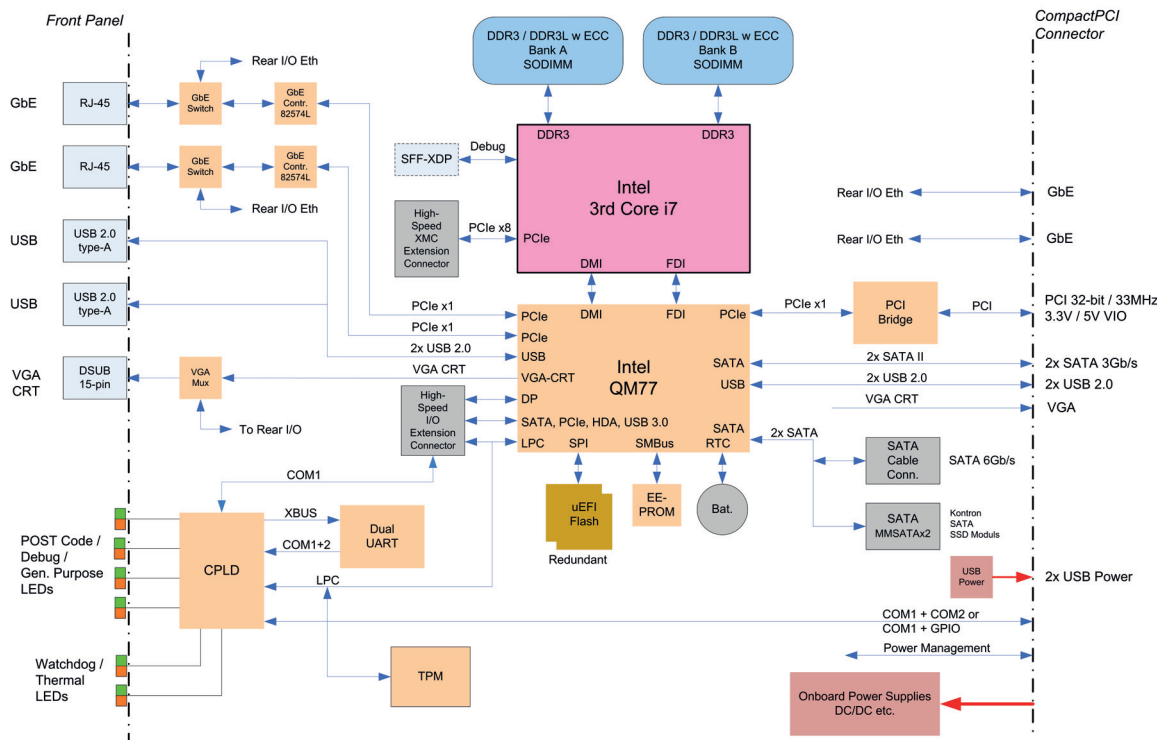 Front Panel
CompactPCI
Connector
DDR3 / DDR3L w ECC
Bank A
SODIMM
DDR3 / DDR3L w ECC
Bank B
SODIMM
Rear I/O Eth
GbE
RJ-45
GbE
Switch
GbE
Contr.
82574L
DDR3
DDR3
SFF-XDP
Debug
GbE
RJ-45
GbE
Switch
GbE
Contr.
82574L
Rear I/O Eth
Intel
3rd Core i7
Rear I/O Eth
GbE
Rear I/O Eth
GbE
High-
Speed
XMC
Extension
Connector
PCIe x8
PCIe
DMI
FDI
USB
USB 2.0
type-A
USB
USB 2.0
type-A
PCIe x1
PCIe
DMI
FDI
PCIe
PCIe x1
PCI
Bridge
PCI
PCI 32-bit / 33MHz
3.3V / 5V VIO
PCIe x1
PCIe
2x USB 2.0
USB
Intel
QM77
SATA
2x SATA II
2x SATA 3Gb/s
VGA
CRT
DSUB
15-pin
VGA
Mux
VGA CRT
VGA-CRT
USB
2x USB 2.0
2x USB 2.0
VGA CRT
VGA
High-
Speed
I/O
Extension
Connector
DP
SATA, PCIe, HDA, USB 3.0
To Rear I/O
LPC
SPI
SMBus
SATA
RTC
2x SATA
SATA
Cable
Conn.
SATA 6Gb/s
COM1
uEFI
Flash
Redundant
EE-
PROM
Bat.
SATA
MMSATAx2
Kontron
SATA
SSD Moduls
XBUS
Dual
UART
COM1+2
POST Code /
Debug /
Gen. Purpose
LEDs
CPLD
LPC
USB
Power
2x USB Power
COM1 + COM2 or
COM1 + GPIO
Power Management
Watchdog /
Thermal
LEDs
TPM
Onboard Power Supplies
DC/DC etc.